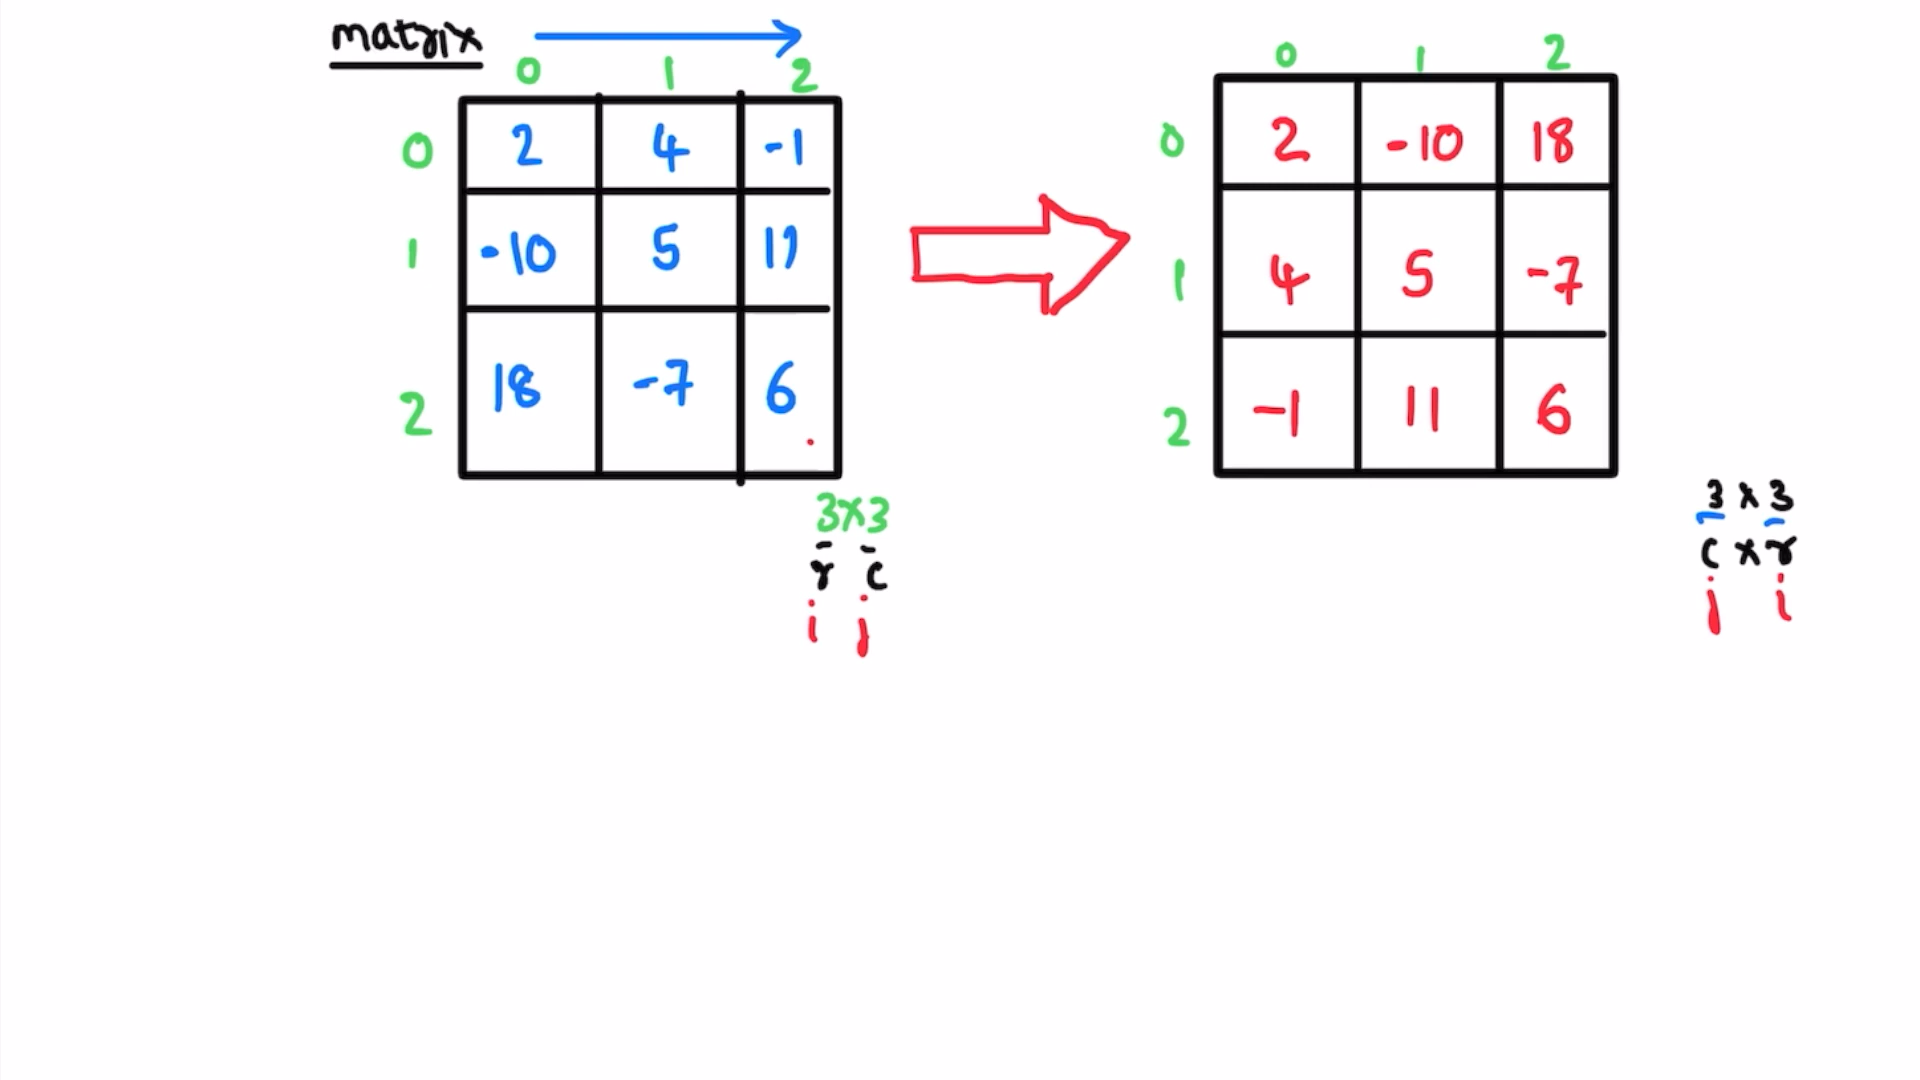 matrix
0 1 2
0 2 4 -1
1 -10 5 11
2 18 -7 6
3x3
r c
i j
0 1 2
0 2 -10 18
1 4 5 -7
2 -1 11 6
3 x 3
c x r
j i